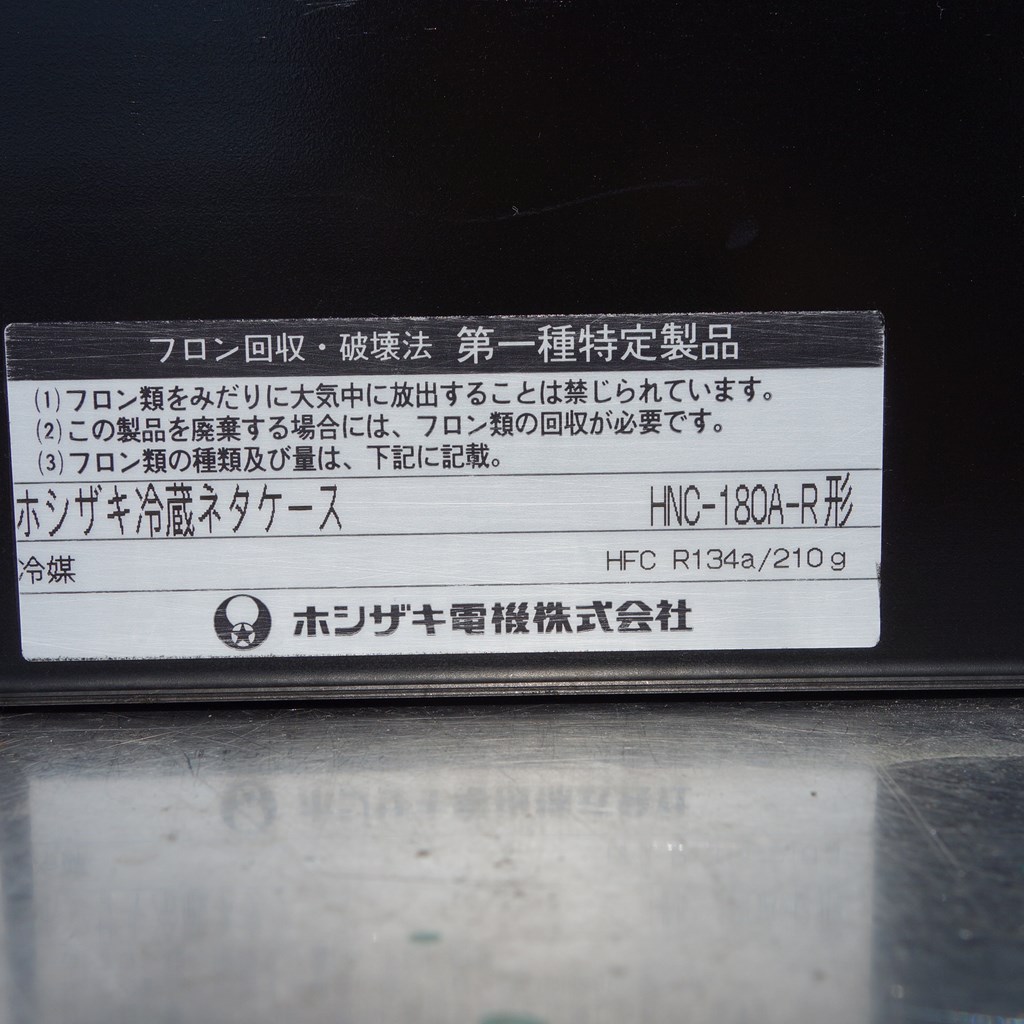 フロン回収・破壊法 第一種特定製品
(1)フロン類をみだりに大気中に放出することは禁じられています。
(2)この製品を廃棄する場合には、フロン類の回収が必要です。
(3)フロン類の種類及び量は、下記に記載。
ホシザキ冷蔵ネタケース HNC-180A-R形
冷媒 HFC R134a/210g
ホシザキ電機株式会社